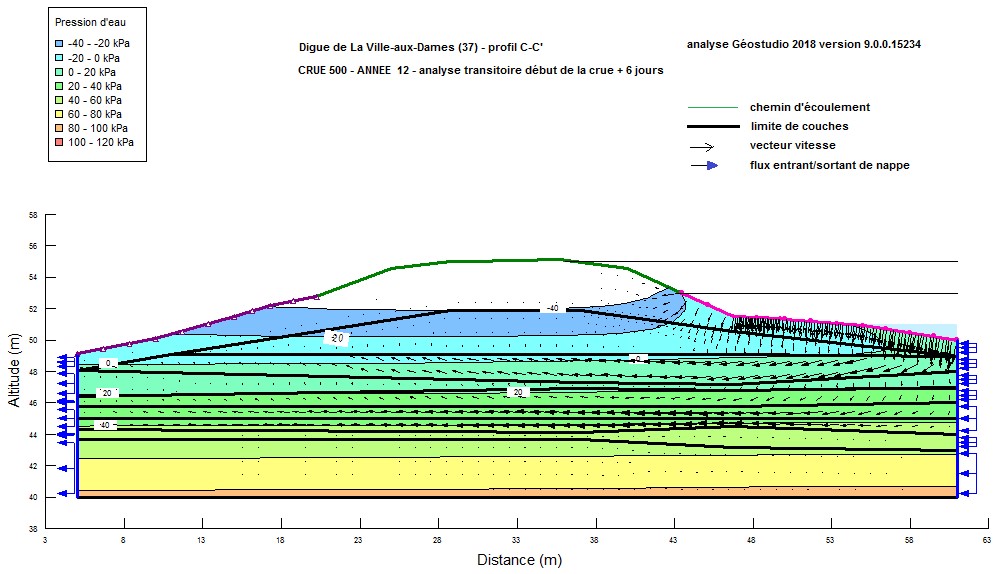 Pression d'eau
-40 - -20 kPa
-20 - 0 kPa
0 - 20 kPa
20 - 40 kPa
40 - 60 kPa
60 - 80 kPa
80 - 100 kPa
100 - 120 kPa
Digue de La Ville-aux-Dames (37) - profil C-C'
CRUE 500 - ANNEE 12 - analyse transitoire début de la crue + 6 jours
analyse Géostudio 2018 version 9.0.0.15234
chemin d'écoulement
limite de couches
vecteur vitesse
flux entrant/sortant de nappe
Altitude (m)
58
56
54
52
50
48
46
44
42
40
38
-40
-20
0
-0
20
20
40
3
8
13
18
23
28
33
38
43
48
53
58
63
Distance (m)